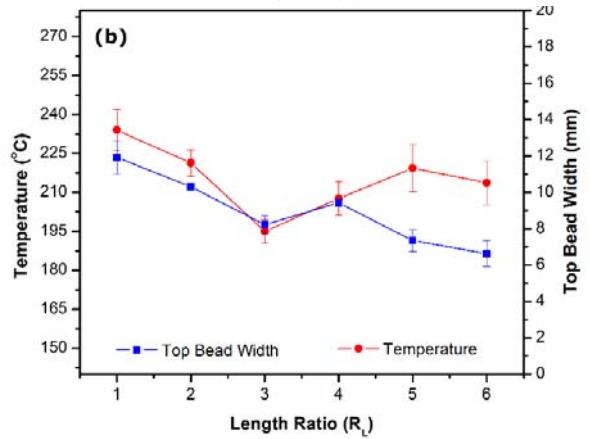 (b)
270
255
240
225
210
195
180
165
150
Temperature (°C)
20
18
16
14
12
10
8
6
4
2
0
Top Bead Width (mm)
Top Bead Width
Temperature
1 2 3 4 5 6
Length Ratio (R_L)